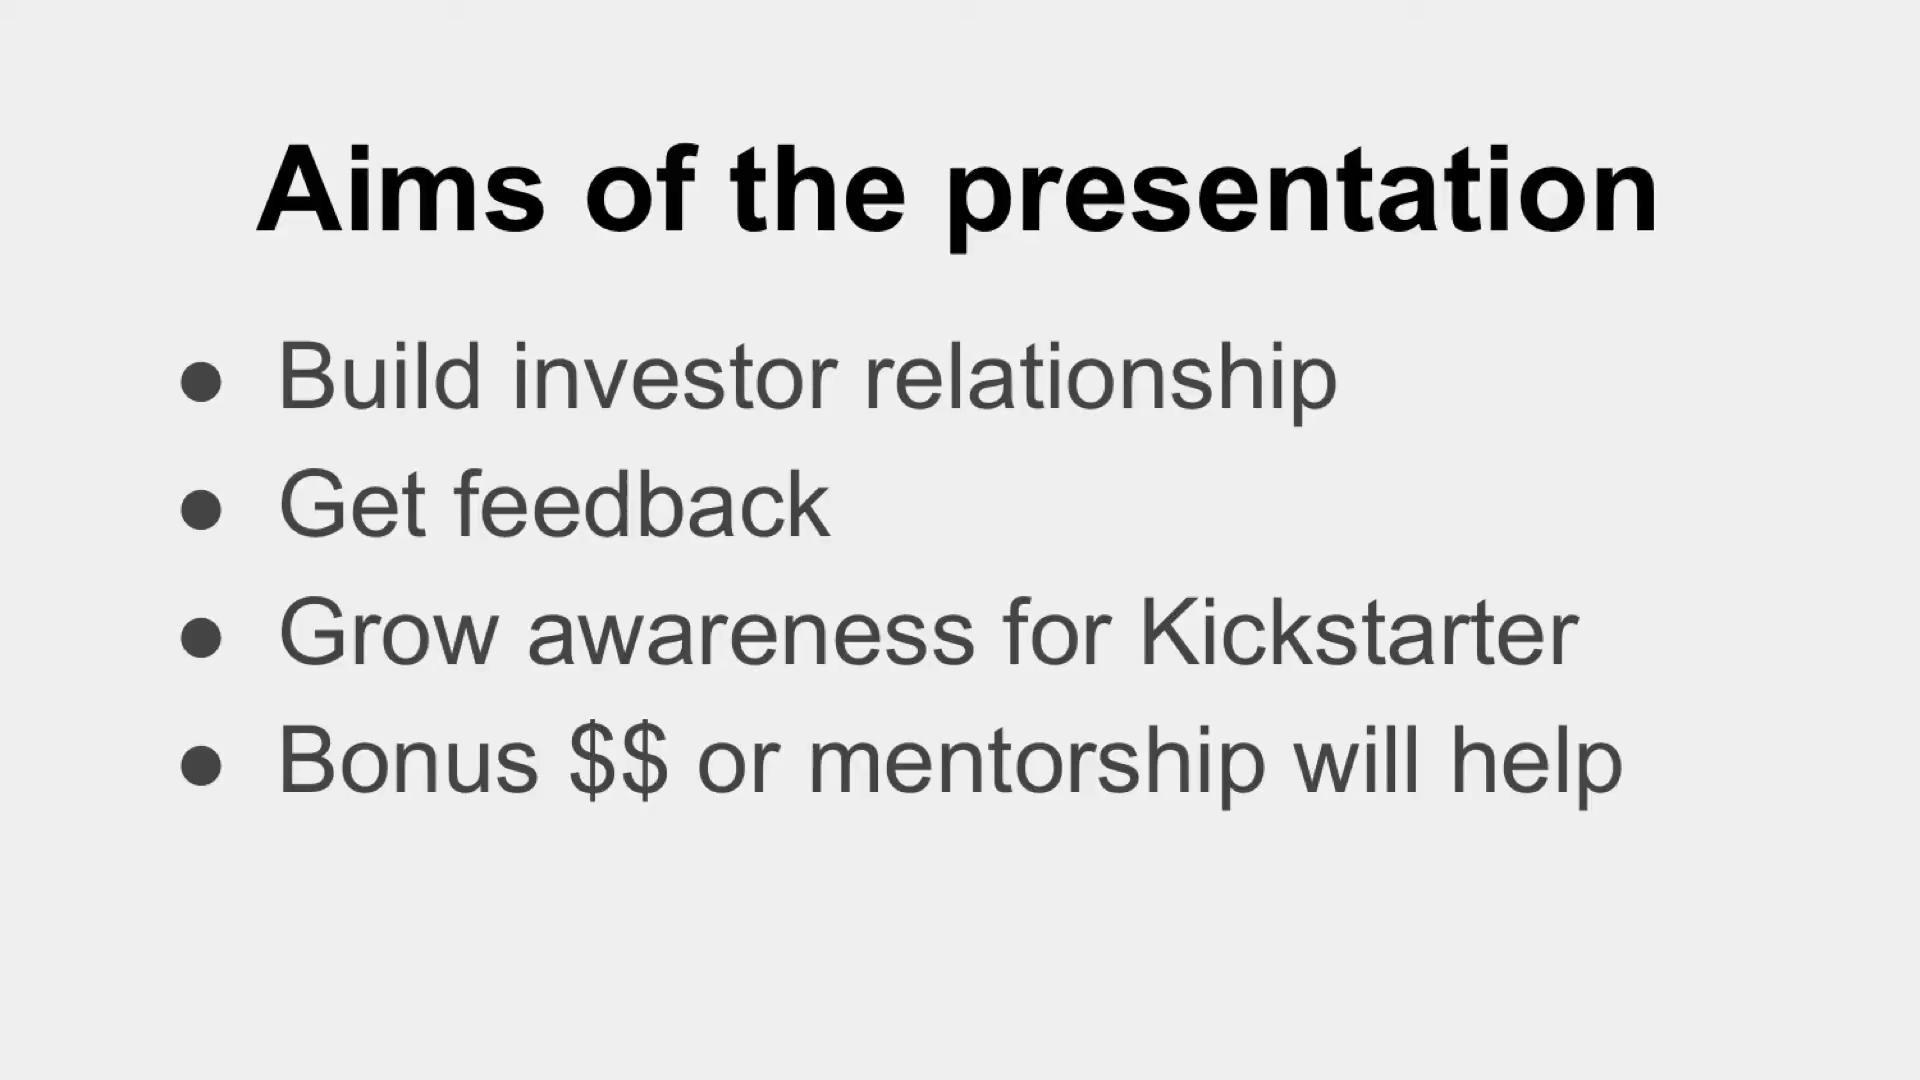 Aims of the presentation
● Build investor relationship
● Get feedback
● Grow awareness for Kickstarter
● Bonus $$ or mentorship will help